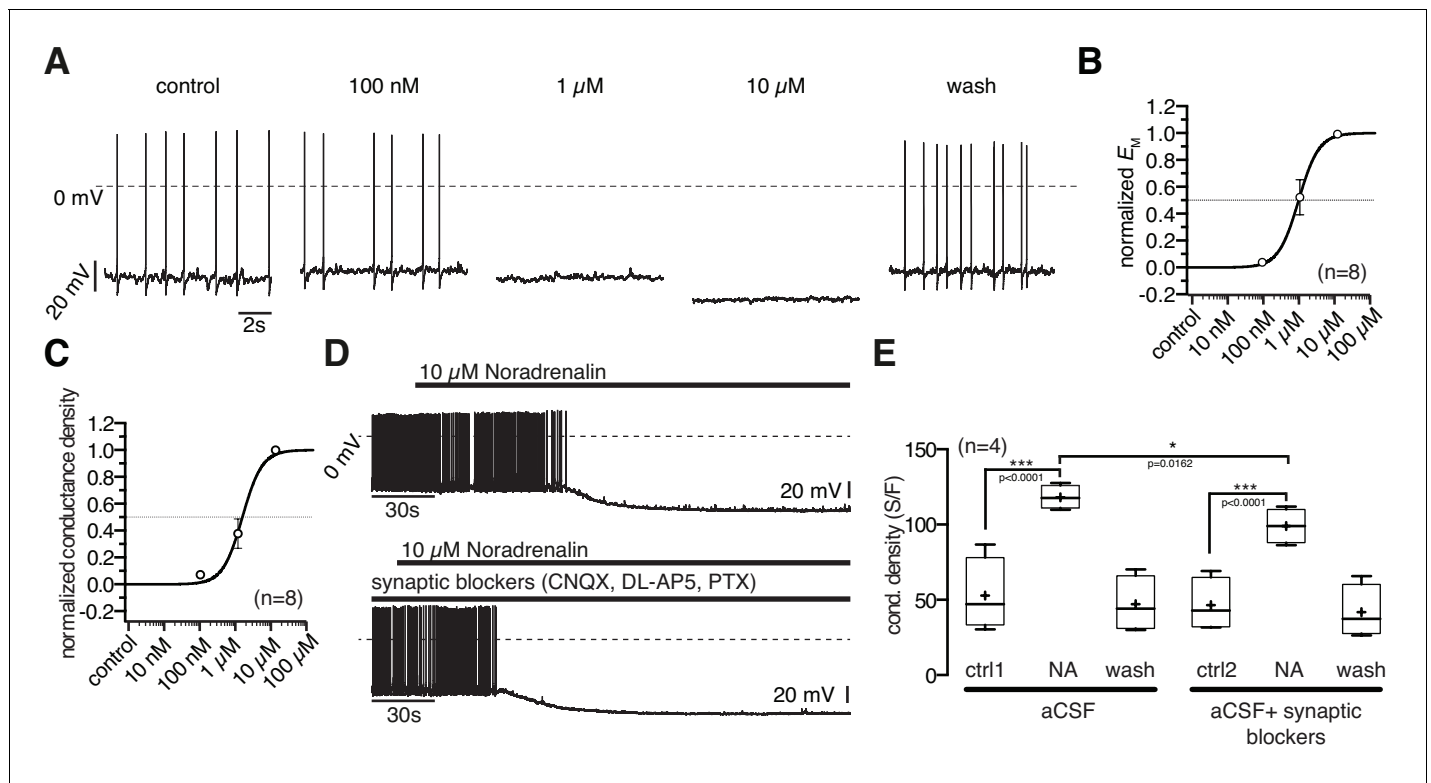 A
control
100 nM
1 µM
10 µM
wash
0 mV
20 mV
2s
B
normalized EM
1.2
1.0
0.8
0.6
0.4
0.2
0.0
-0.2
(n=8)
control
10 nM
100 nM
1 µM
10 µM
100 µM
C
normalized conductance density
1.2
1.0
0.8
0.6
0.4
0.2
0.0
-0.2
(n=8)
control
10 nM
100 nM
1 µM
10 µM
100 µM
D
10 µM Noradrenalin
0 mV
20 mV
30s
10 µM Noradrenalin
synaptic blockers (CNQX, DL-AP5, PTX)
20 mV
30s
E
cond. density (S/F)
150
100
50
0
(n=4)
***
p<0.0001
*
p=0.0162
***
p<0.0001
ctrl1 NA wash ctrl2 NA wash
aCSF
aCSF+ synaptic
blockers